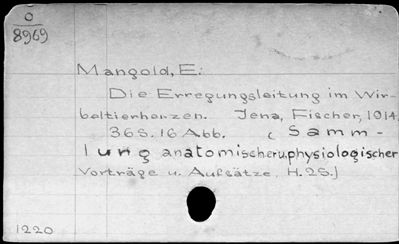 O
8969
Mangold, E.:
Die Erregungsleitung im Wir-
beltierherzen. Jena, Fischer, 1914.
36 S. 16 Abb. (Samm-
lung anatomischer u. physiologischer
Vorträge u. Aufsätze. H. 25.)
1220